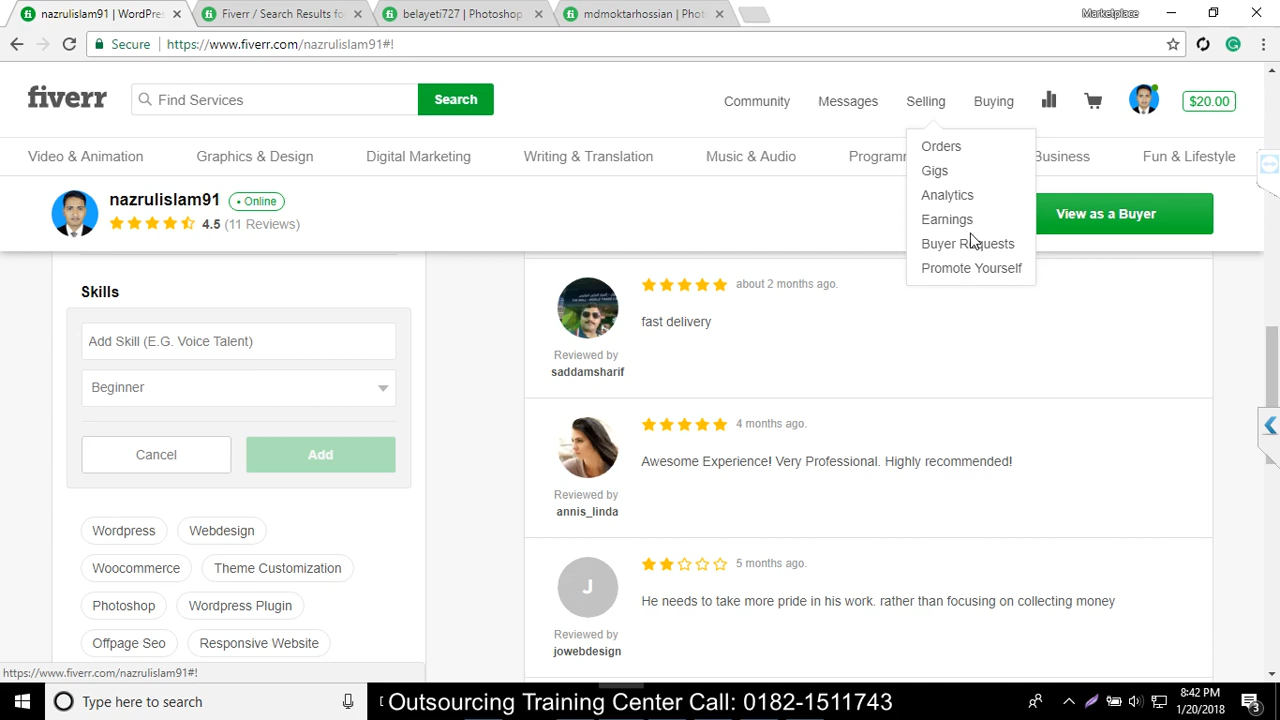 nazrulislam91 | WordPres
Fiverr / Search Results fo
belayeti727 | Photoshop
mdmoktarhossian | Phot
Marketplace
Secure
https://www.fiverr.com/nazrulislam91#!
fiverr
Find Services
Search
Community
Messages
Selling
Buying
$20.00
Orders
Gigs
Analytics
Earnings
Buyer Requests
Promote Yourself
Video & Animation
Graphics & Design
Digital Marketing
Writing & Translation
Music & Audio
Programm
Business
Fun & Lifestyle
nazrulislam91
• Online
4.5 (11 Reviews)
View as a Buyer
Skills
Add Skill (E.G. Voice Talent)
Beginner
Cancel
Add
Wordpress
Webdesign
Woocommerce
Theme Customization
Photoshop
Wordpress Plugin
Offpage Seo
Responsive Website
about 2 months ago.
fast delivery
Reviewed by
saddamsharif
4 months ago.
Awesome Experience! Very Professional. Highly recommended!
Reviewed by
annis_linda
J
5 months ago.
He needs to take more pride in his work. rather than focusing on collecting money
Reviewed by
jowebdesign
https://www.fiverr.com/nazrulislam91#!
Type here to search
Outsourcing Training Center Call: 0182-1511743
8:42 PM
1/20/2018
3